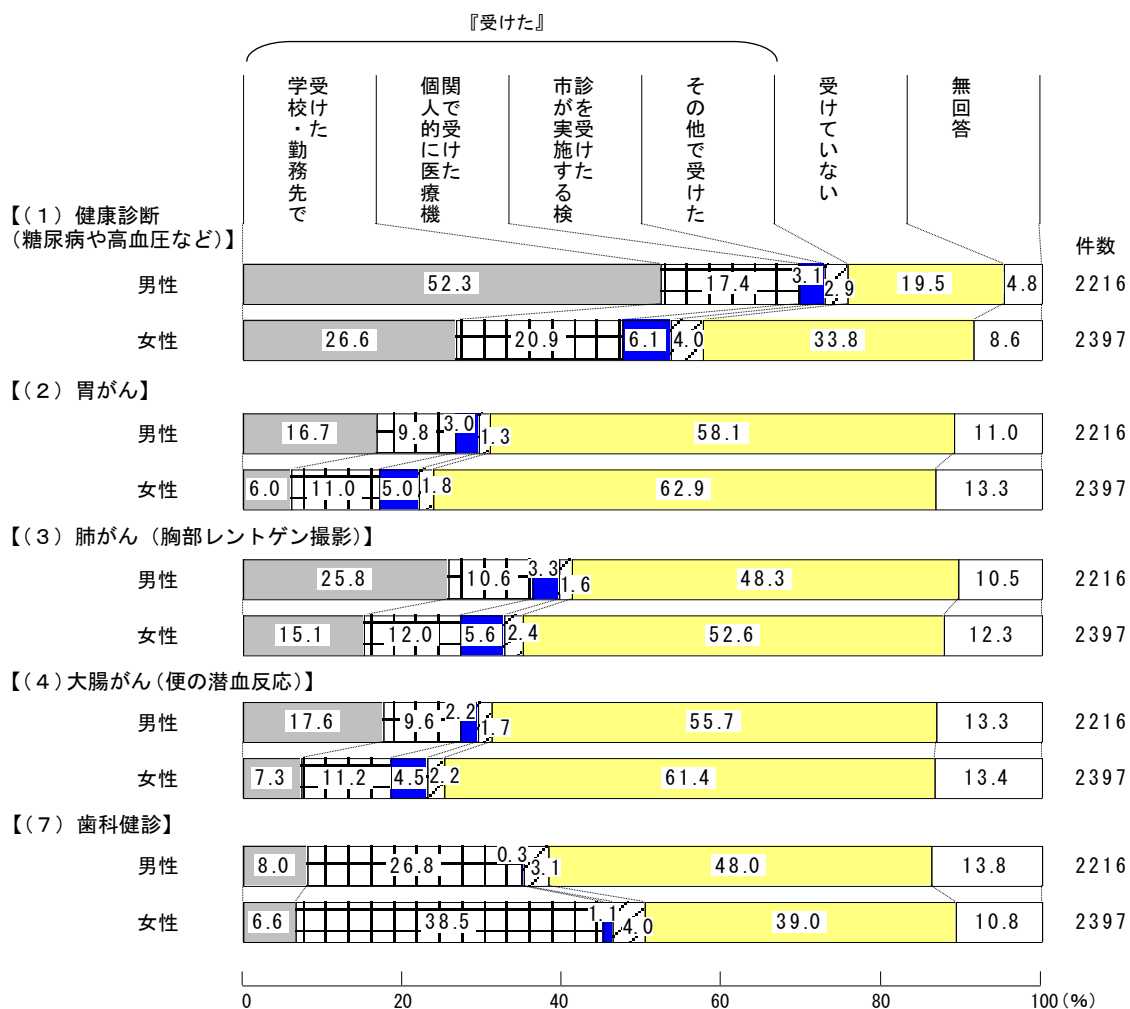 『受けた』
学校・勤務先で
受けた
個人的に医療機
関で受けた
市が実施する検
診を受けた
その他で受けた
受けていない
無回答
【(1) 健康診断
(糖尿病や高血圧など)】
件数
男性 52.3 17.4 3.1 2.9 19.5 4.8 2216
女性 26.6 20.9 6.1 4.0 33.8 8.6 2397
【(2) 胃がん】
男性 16.7 9.8 3.0 1.3 58.1 11.0 2216
女性 6.0 11.0 5.0 1.8 62.9 13.3 2397
【(3) 肺がん (胸部レントゲン撮影)】
男性 25.8 10.6 3.3 1.6 48.3 10.5 2216
女性 15.1 12.0 5.6 2.4 52.6 12.3 2397
【(4) 大腸がん (便の潜血反応)】
男性 17.6 9.6 2.2 1.7 55.7 13.3 2216
女性 7.3 11.2 4.5 2.2 61.4 13.4 2397
【(7) 歯科健診】
男性 8.0 26.8 0.3 3.1 48.0 13.8 2216
女性 6.6 38.5 1.1 4.0 39.0 10.8 2397
0 20 40 60 80 100 (%)